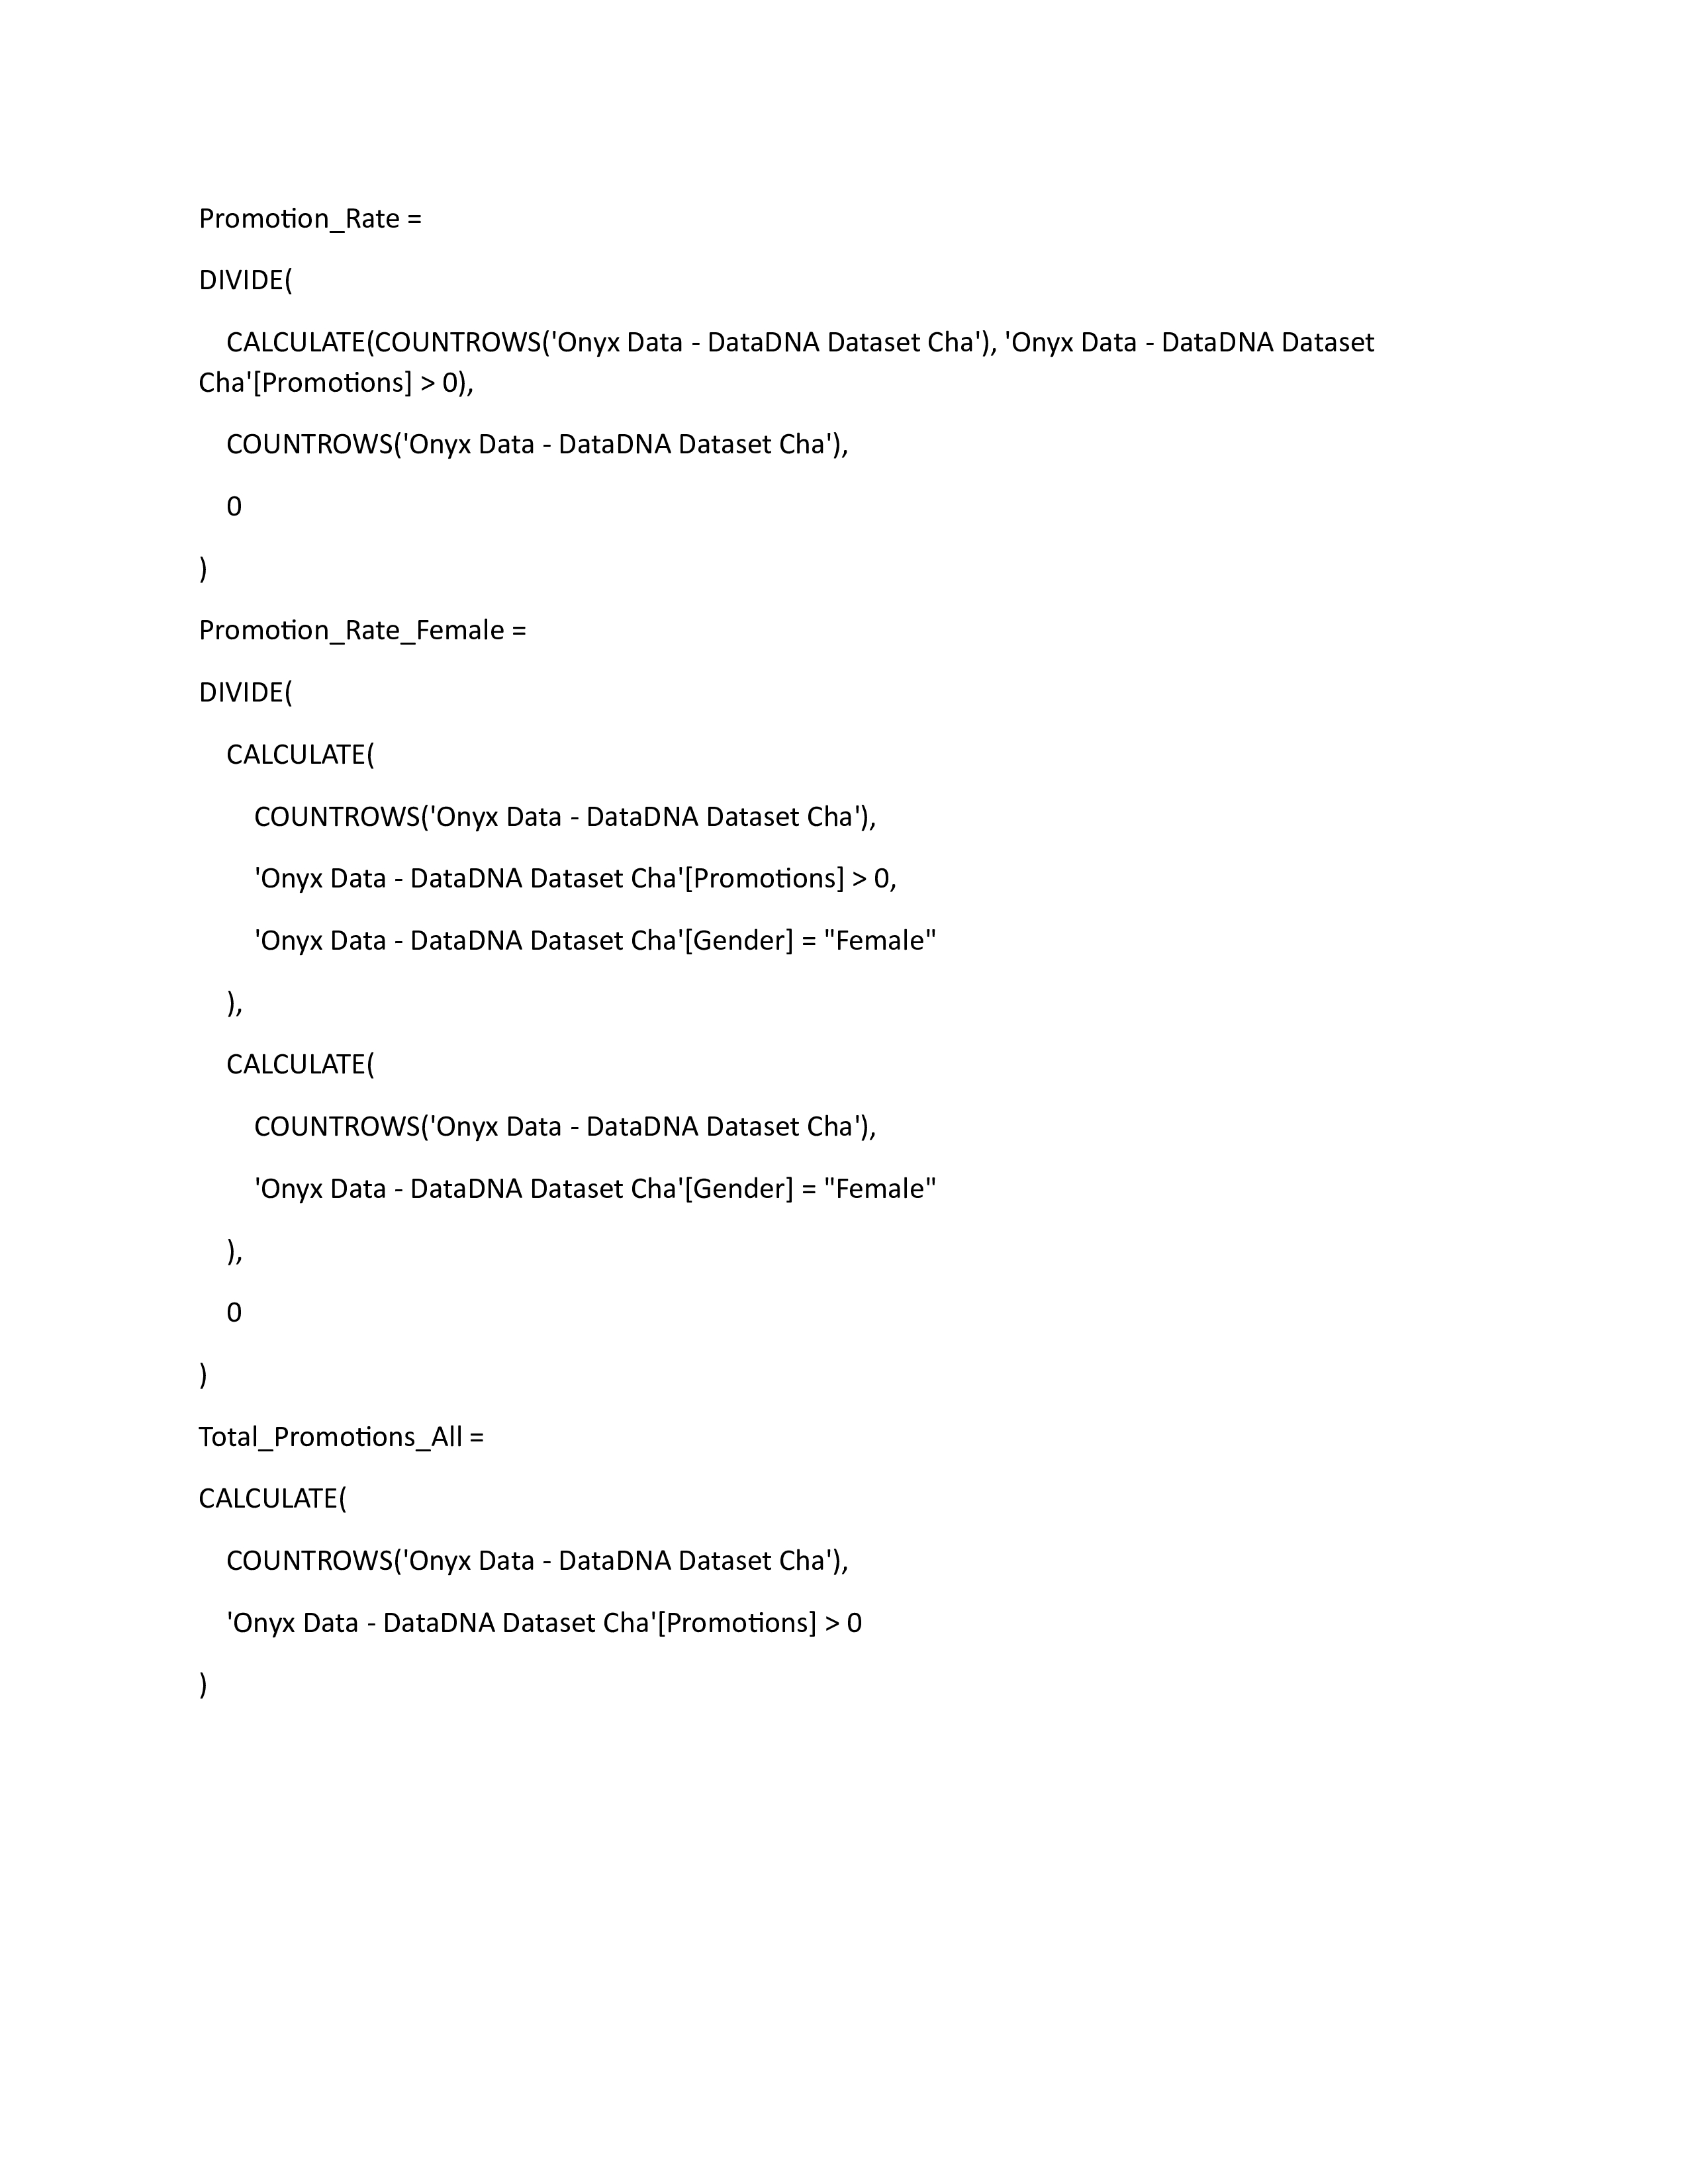 Promotion_Rate =
DIVIDE(
    CALCULATE(COUNTROWS('Onyx Data - DataDNA Dataset Cha'), 'Onyx Data - DataDNA Dataset
Cha'[Promotions] > 0),
    COUNTROWS('Onyx Data - DataDNA Dataset Cha'),
    0
)
Promotion_Rate_Female =
DIVIDE(
    CALCULATE(
        COUNTROWS('Onyx Data - DataDNA Dataset Cha'),
        'Onyx Data - DataDNA Dataset Cha'[Promotions] > 0,
        'Onyx Data - DataDNA Dataset Cha'[Gender] = "Female"
    ),
    CALCULATE(
        COUNTROWS('Onyx Data - DataDNA Dataset Cha'),
        'Onyx Data - DataDNA Dataset Cha'[Gender] = "Female"
    ),
    0
)
Total_Promotions_All =
CALCULATE(
    COUNTROWS('Onyx Data - DataDNA Dataset Cha'),
    'Onyx Data - DataDNA Dataset Cha'[Promotions] > 0
)